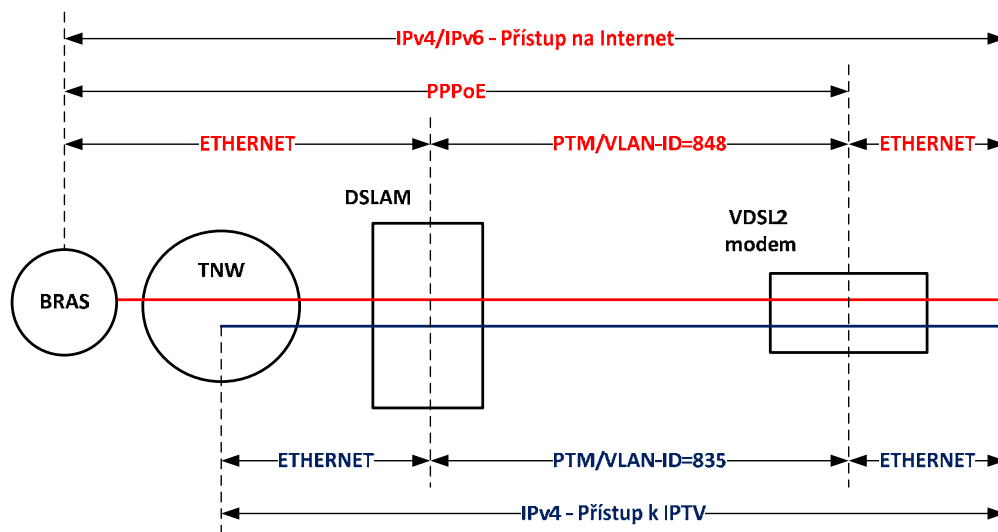 IPv4/IPv6 - Přístup na Internet
PPPoE
ETHERNET
PTM/VLAN-ID=848
ETHERNET
DSLAM
VDSL2
modem
TNW
BRAS
ETHERNET
PTM/VLAN-ID=835
ETHERNET
IPv4 - Přístup k IPTV